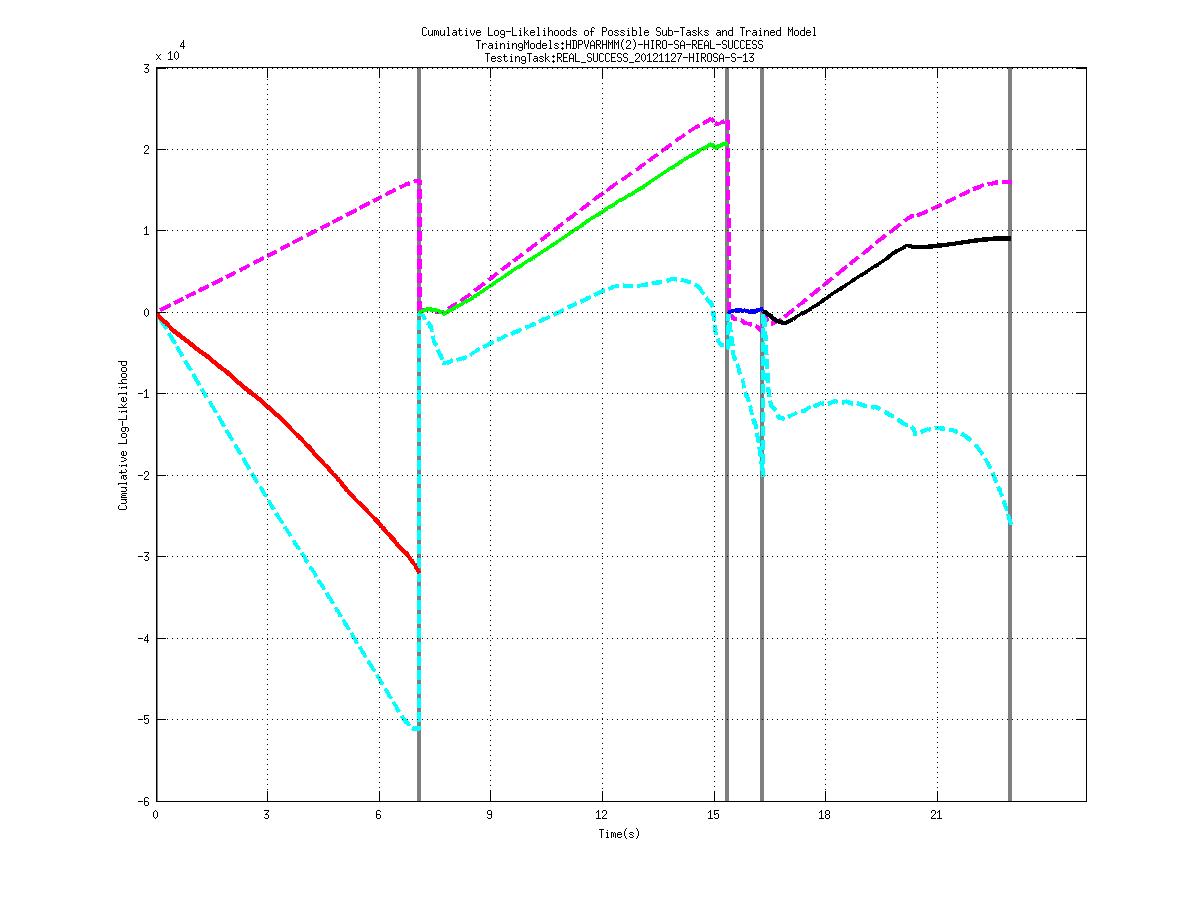 Cumulative Log-Likelihoods of Possible Sub-Tasks and Trained Model
TrainingModels:HDPVARHMM(2)-HIRO-SA-REAL-SUCCESS
TestingTask:REAL_SUCCESS_20121127-HIROSA-S-13
x 10^4
3
2
1
0
-1
-2
-3
-4
-5
-6
Cumulative Log-Likelihood
0 3 6 9 12 15 18 21
Time(s)